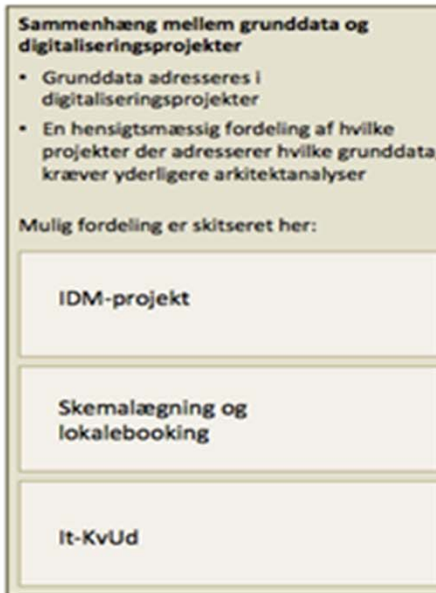 Sammenhæng mellem grunddata og
digitaliseringsprojekter
• Grunddata adresseres i
digitaliseringsprojekter
• En hensigtsmæssig fordeling af hvilke
projekter der adresserer hvilke grunddata
kræver yderligere arkitektanalyser
Mulig fordeling er skitseret her:
IDM-projekt
Skemalægning og
lokalebooking
It-KvUd